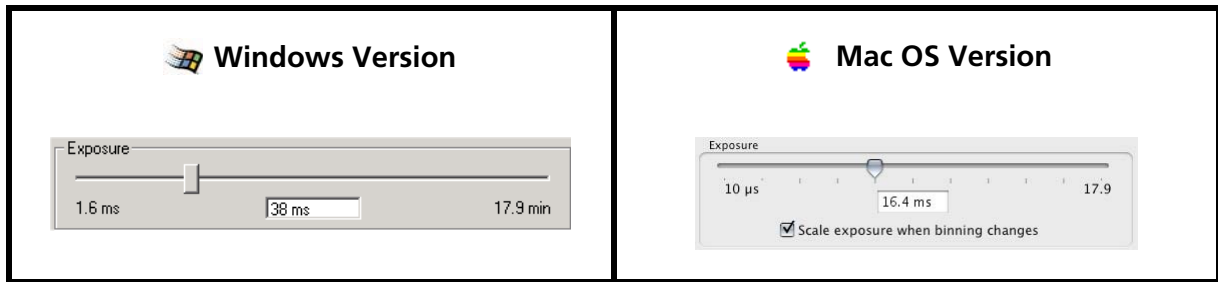 Windows Version
Exposure
1.6 ms
38 ms
17.9 min
Mac OS Version
Exposure
10 µs
17.9
16.4 ms
Scale exposure when binning changes